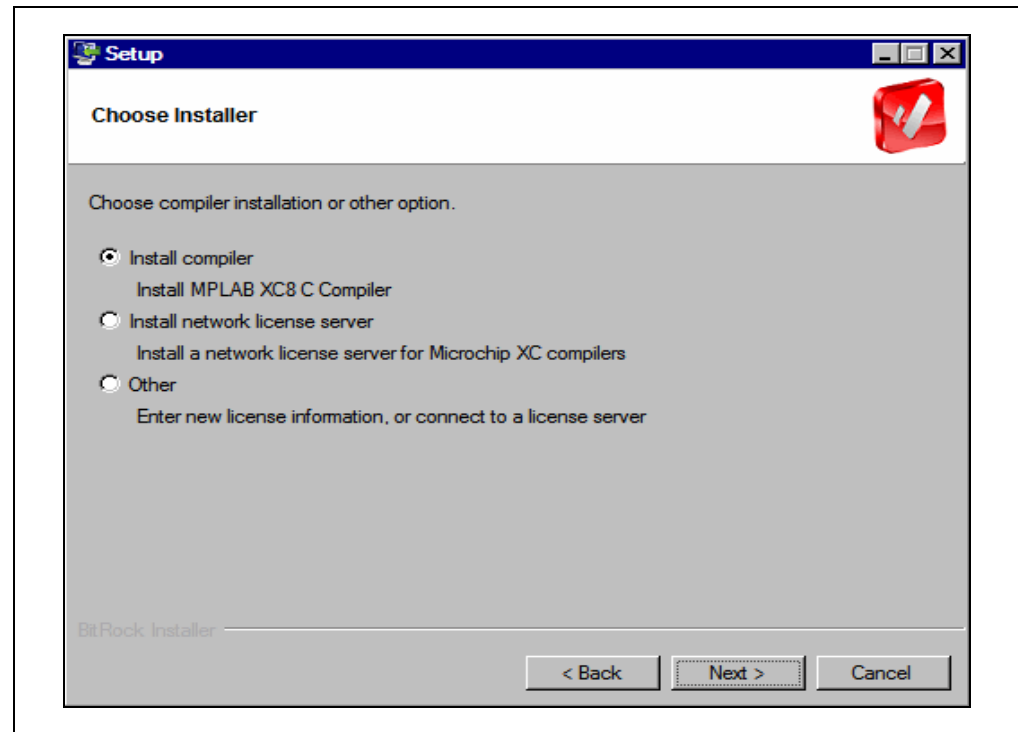 Setup
Choose Installer
Choose compiler installation or other option.
Install compiler
Install MPLAB XC8 C Compiler
Install network license server
Install a network license server for Microchip XC compilers
Other
Enter new license information, or connect to a license server
BitRock Installer
< Back Next > Cancel